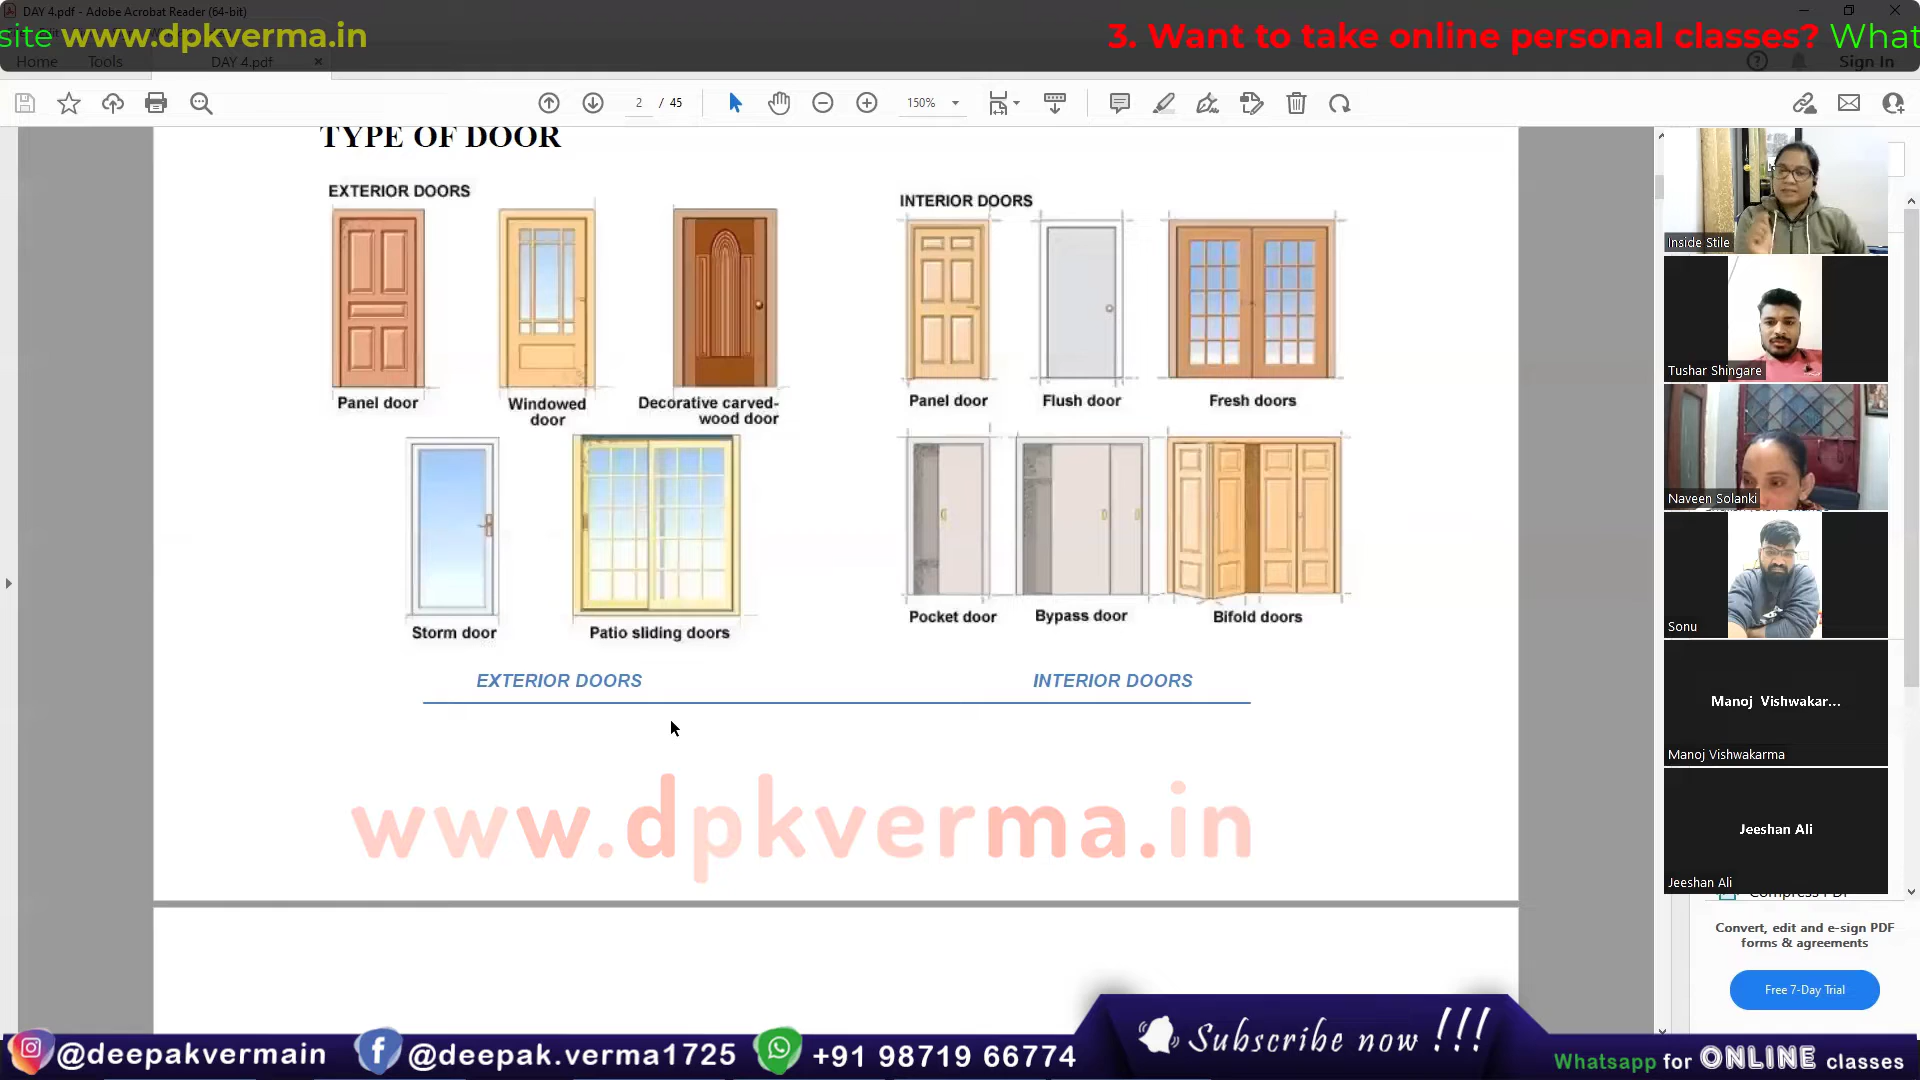 DAY 4.pdf - Adobe Acrobat Reader (64-bit)
site www.dpkverma.in
3. Want to take online personal classes? What
Home Tools DAY 4.pdf × Sign In
2 / 45 150%
TYPE OF DOOR
EXTERIOR DOORS
Panel door
Windowed
door
Decorative carved-
wood door
Storm door
Patio sliding doors
INTERIOR DOORS
Panel door
Flush door
Fresh doors
Pocket door
Bypass door
Bifold doors
EXTERIOR DOORS
INTERIOR DOORS
www.dpkverma.in
Inside Stile
Tushar Shingare
Naveen Solanki
Sonu
Manoj Vishwakar...
Manoj Vishwakarma
Jeeshan Ali
Jeeshan Ali
Compress PDF
Convert, edit and e-sign PDF
forms & agreements
Free 7-Day Trial
Subscribe now !!!
@deepakvermain
@deepak.verma1725
+91 98719 66774
Whatsapp for ONLINE classes